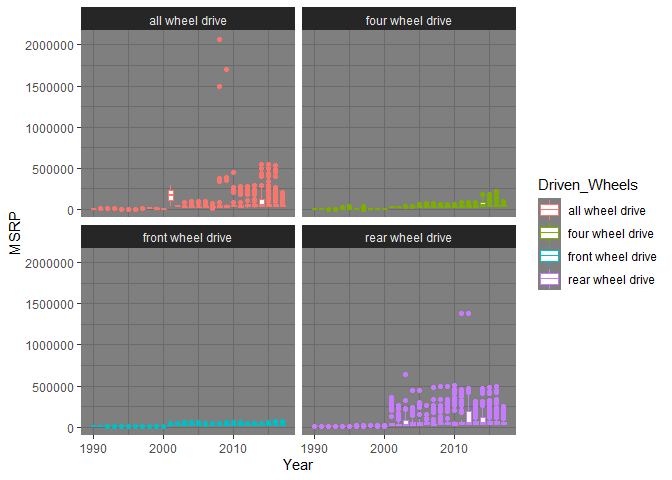 all wheel drive
four wheel drive
2000000
1500000
1000000
500000
0
MSRP
front wheel drive
rear wheel drive
2000000
1500000
1000000
500000
0
1990
2000
2010
1990
2000
2010
Year
Driven_Wheels
all wheel drive
four wheel drive
front wheel drive
rear wheel drive